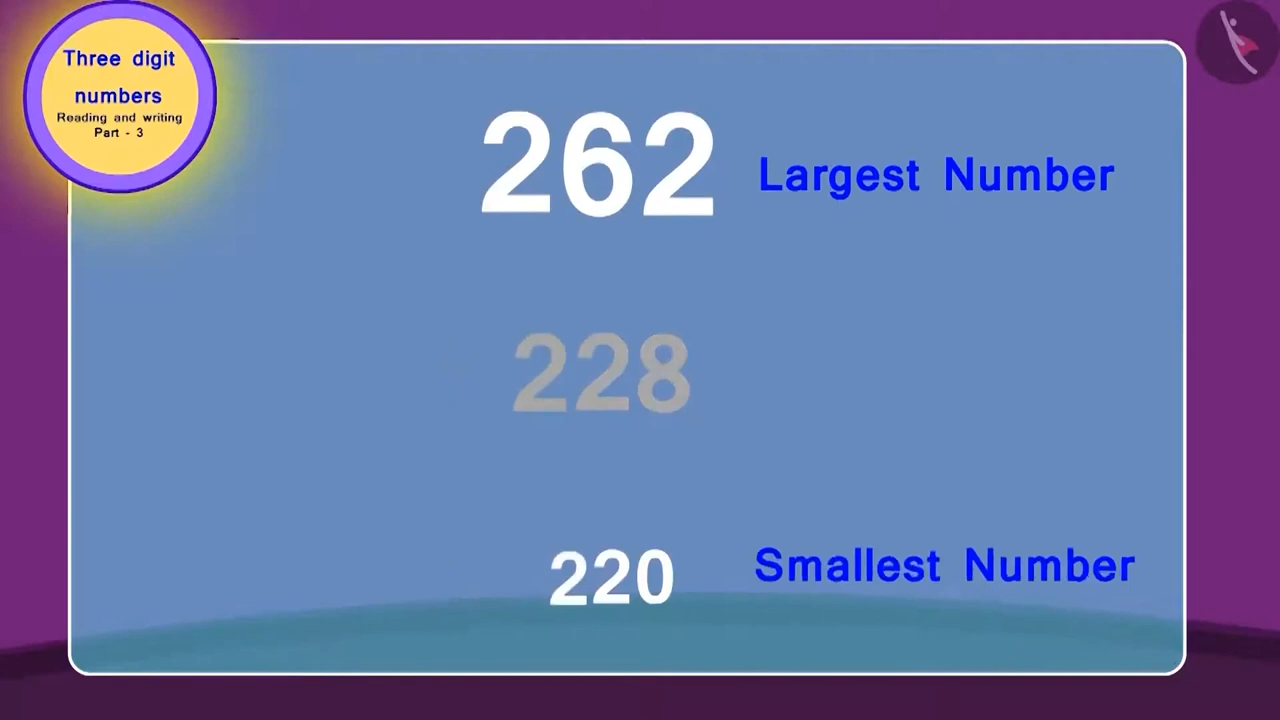 Three digit
numbers
Reading and writing
Part - 3
262 Largest Number
228
220 Smallest Number